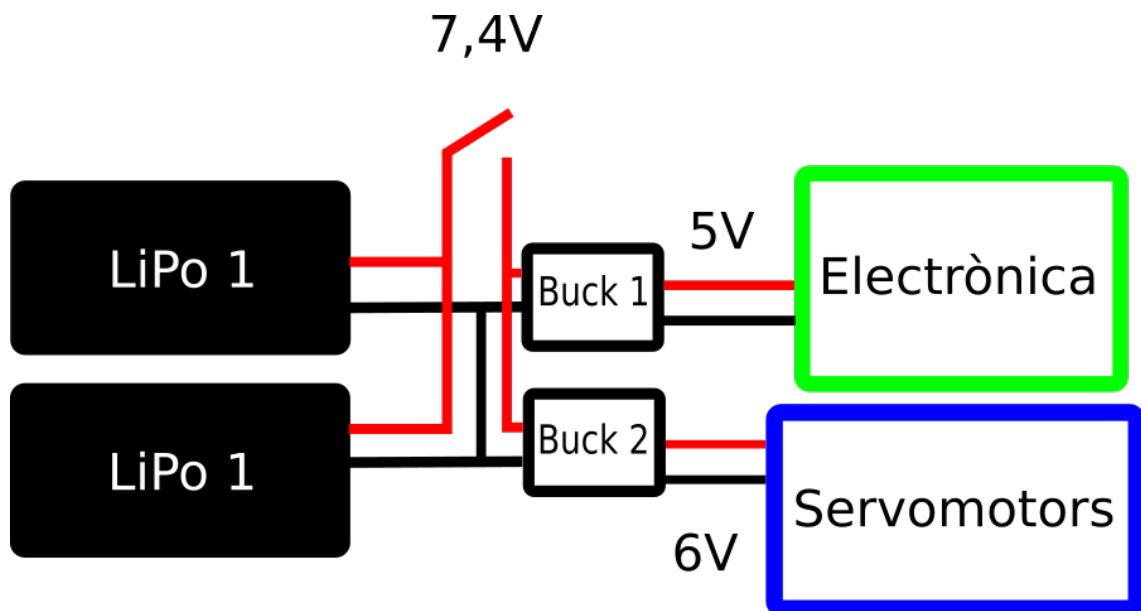 7,4V
LiPo 1
Buck 1
5V
Electrònica
LiPo 1
Buck 2
6V
Servomotors